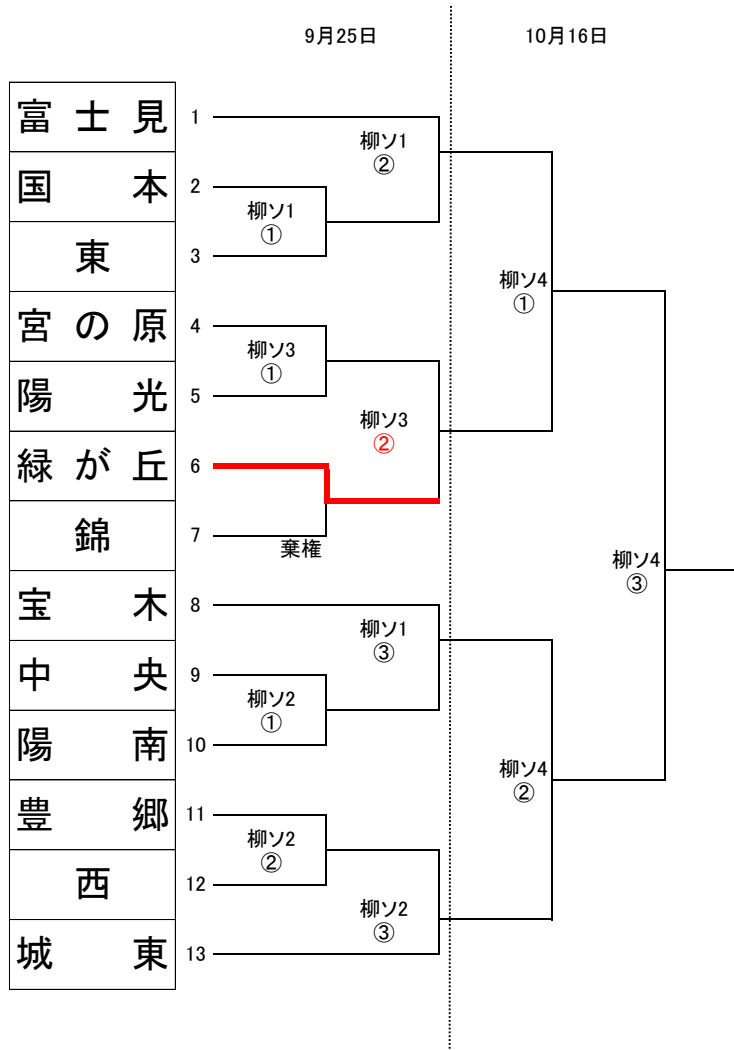 9月25日 10月16日
富士見 1
柳ソ1
②
国本 2
柳ソ1
①
東 3
柳ソ4
①
宮の原 4
柳ソ3
①
陽光 5
柳ソ3
②
緑が丘 6
錦 7
棄権
柳ソ4
③
宝木 8
柳ソ1
③
中央 9
柳ソ2
①
陽南 10
柳ソ4
②
豊郷 11
柳ソ2
②
西 12
柳ソ2
③
城東 13